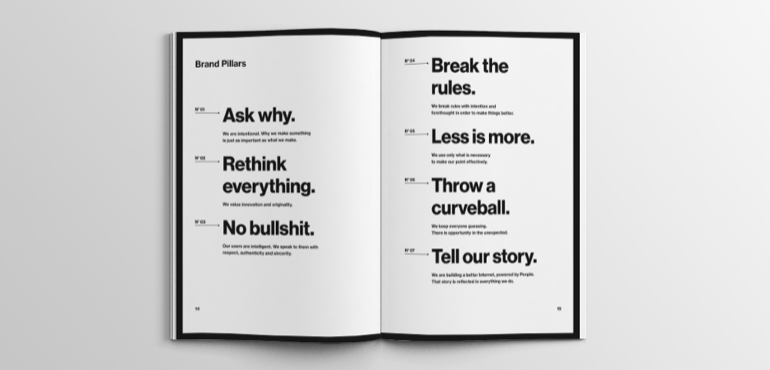 Brand Pillars
Nº 01
Ask why.
We are intentional. Why we make something
is just as important as what we make.
Nº 02
Rethink
everything.
We value innovation and originality.
Nº 03
No bullshit.
Our users are intelligent. We speak to them with
respect, authenticity and sincerity.
Nº 04
Break the
rules.
We break rules with intention and
forethought in order to make things better.
Nº 05
Less is more.
We use only what is necessary
to make our point effectively.
Nº 06
Throw a
curveball.
We keep everyone guessing.
There is opportunity in the unexpected.
Nº 07
Tell our story.
We are building a better Internet, powered by People.
That story is reflected in everything we do.